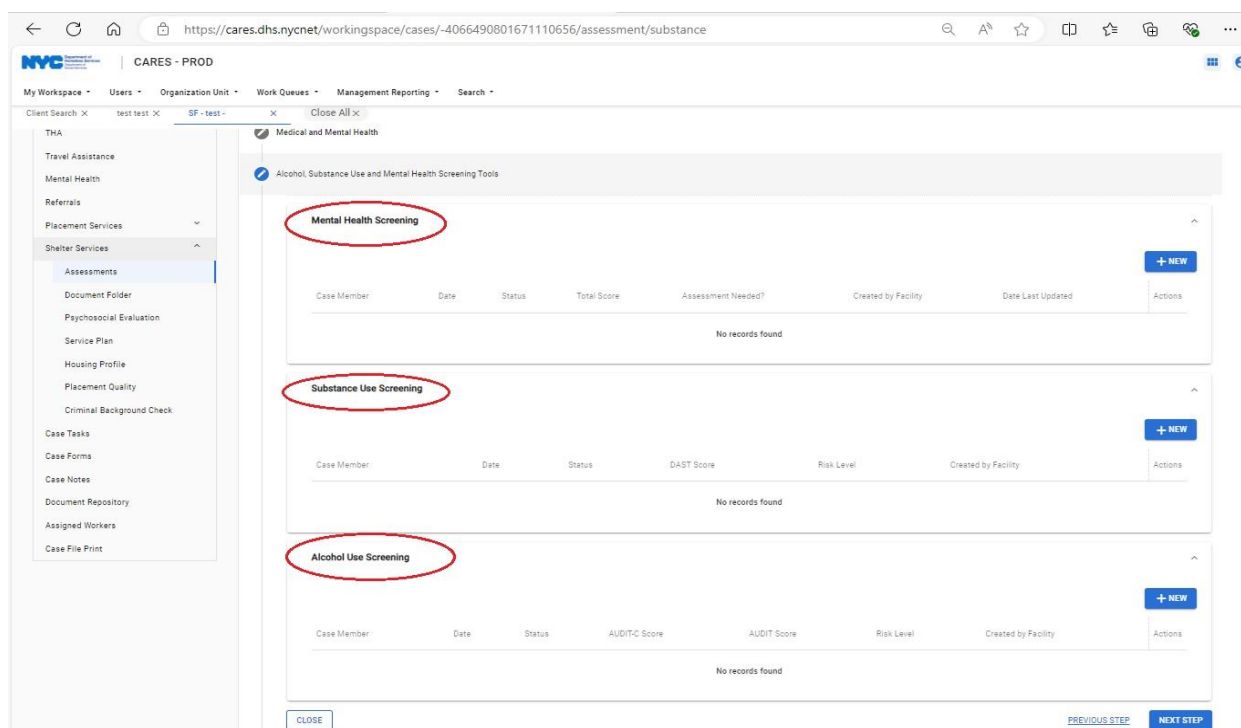 https://cares.dhs.nycnet/workingspace/cases/-4066490801671110656/assessment/substance
NYC CARES - PROD
My Workspace Users Organization Unit Work Queues Management Reporting Search
Client Search X test test X SF - test - X Close All X
THA
Travel Assistance
Mental Health
Referrals
Placement Services
Shelter Services
Assessments
Document Folder
Psychosocial Evaluation
Service Plan
Housing Profile
Placement Quality
Criminal Background Check
Case Tasks
Case Forms
Case Notes
Document Repository
Assigned Workers
Case File Print
Medical and Mental Health
Alcohol, Substance Use and Mental Health Screening Tools
Mental Health Screening
+ NEW
Case Member Date Status Total Score Assessment Needed? Created by Facility Date Last Updated Actions
No records found
Substance Use Screening
+ NEW
Case Member Date Status DAST Score Risk Level Created by Facility Actions
No records found
Alcohol Use Screening
+ NEW
Case Member Date Status AUDIT-C Score AUDIT Score Risk Level Created by Facility Actions
No records found
CLOSE PREVIOUS STEP NEXT STEP